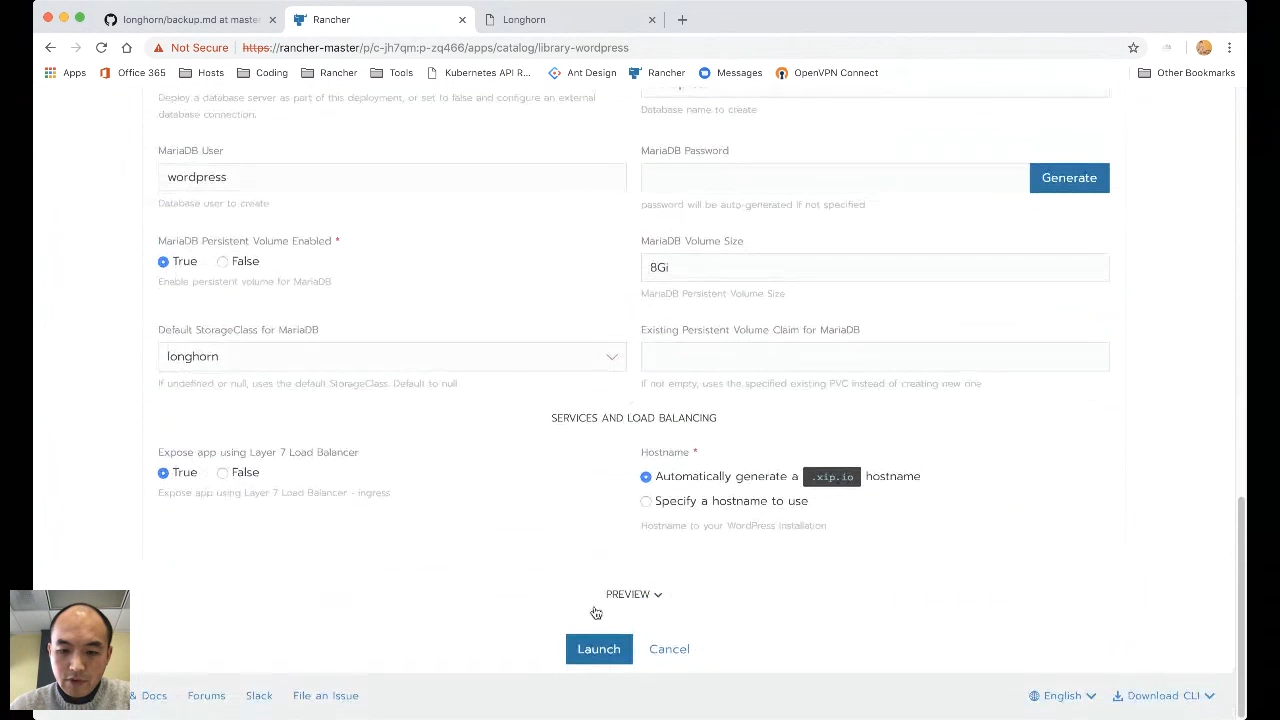 longhorn/backup.md at master
Rancher
Longhorn
Not Secure
https://rancher-master/p/c-jh7qm:p-zq466/apps/catalog/library-wordpress
Apps
Office 365
Hosts
Coding
Rancher
Tools
Kubernetes API R...
Ant Design
Rancher
Messages
OpenVPN Connect
Other Bookmarks
Deploy a database server as part of this deployment, or set to false and configure an external
database connection.
Database name to create
MariaDB User
wordpress
Database user to create
MariaDB Password
Generate
password will be auto-generated if not specified
MariaDB Persistent Volume Enabled *
True
False
Enable persistent volume for MariaDB
MariaDB Volume Size
8Gi
MariaDB Persistent Volume Size
Default StorageClass for MariaDB
longhorn
If undefined or null, uses the default StorageClass. Default to null
Existing Persistent Volume Claim for MariaDB
If not empty, uses the specified existing PVC instead of creating new one
SERVICES AND LOAD BALANCING
Expose app using Layer 7 Load Balancer
True
False
Expose app using Layer 7 Load Balancer - ingress
Hostname *
Automatically generate a .xip.io hostname
Specify a hostname to use
Hostname to your WordPress installation
PREVIEW
Launch
Cancel
& Docs
Forums
Slack
File an Issue
English
Download CLI